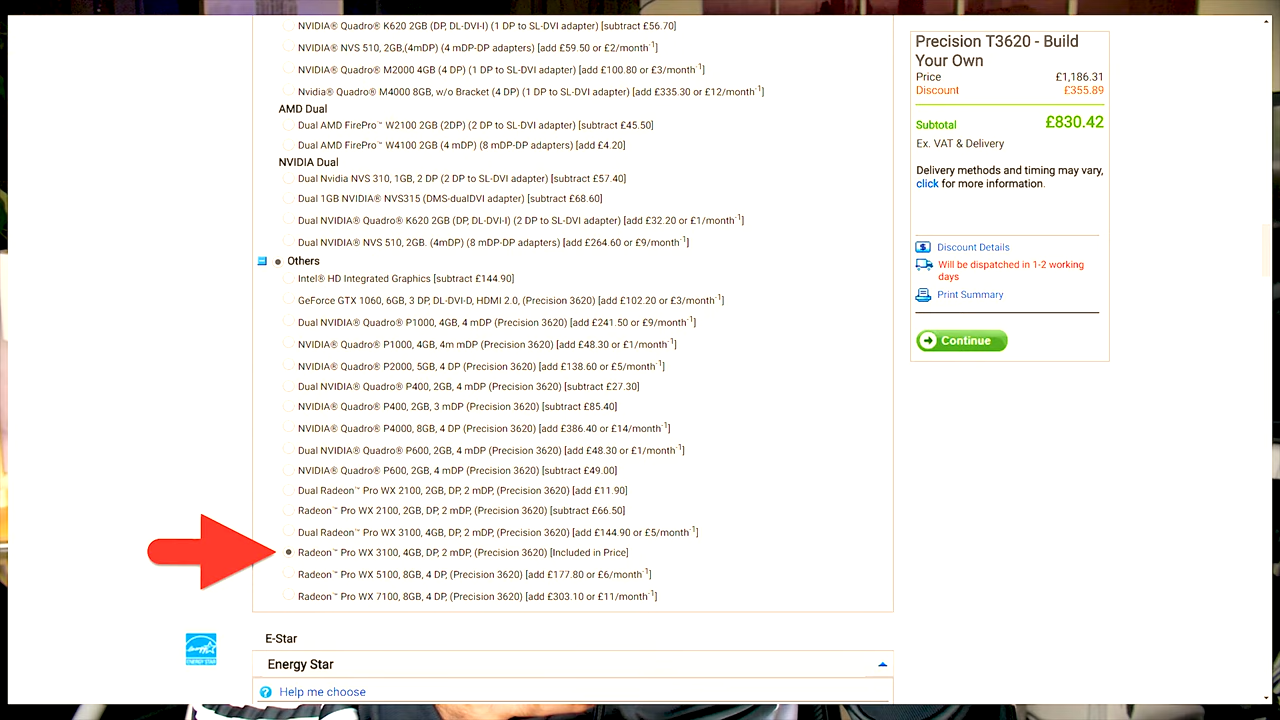 NVIDIA® Quadro® K620 2GB (DP, DL-DVI-I) (1 DP to SL-DVI adapter) [subtract £56.70]
NVIDIA® NVS 510, 2GB,(4mDP) (4 mDP-DP adapters) [add £59.50 or £2/month-1]
NVIDIA® Quadro® M2000 4GB (4 DP) (1 DP to SL-DVI adapter) [add £100.80 or £3/month-1]
Nvidia® Quadro® M4000 8GB, w/o Bracket (4 DP) (1 DP to SL-DVI adapter) [add £335.30 or £12/month-1]
AMD Dual
Dual AMD FirePro™ W2100 2GB (2DP) (2 DP to SL-DVI adapter) [subtract £45.50]
Dual AMD FirePro™ W4100 2GB (4 mDP) (8 mDP-DP adapters) [add £4.20]
NVIDIA Dual
Dual Nvidia NVS 310, 1GB, 2 DP (2 DP to SL-DVI adapter) [subtract £57.40]
Dual 1GB NVIDIA® NVS315 (DMS-dualDVI adapter) [subtract £68.60]
Dual NVIDIA® Quadro® K620 2GB (DP, DL-DVI-I) (2 DP to SL-DVI adapter) [add £32.20 or £1/month-1]
Dual NVIDIA® NVS 510, 2GB. (4mDP) (8 mDP-DP adapters) [add £264.60 or £9/month-1]
Others
Intel® HD Integrated Graphics [subtract £144.90]
GeForce GTX 1060, 6GB, 3 DP, DL-DVI-D, HDMI 2.0, (Precision 3620) [add £102.20 or £3/month-1]
Dual NVIDIA® Quadro® P1000, 4GB, 4 mDP (Precision 3620) [add £241.50 or £9/month-1]
NVIDIA® Quadro® P1000, 4GB, 4m mDP (Precision 3620) [add £48.30 or £1/month-1]
NVIDIA® Quadro® P2000, 5GB, 4 DP (Precision 3620) [add £138.60 or £5/month-1]
Dual NVIDIA® Quadro® P400, 2GB, 4 mDP (Precision 3620) [subtract £27.30]
NVIDIA® Quadro® P400, 2GB, 3 mDP (Precision 3620) [subtract £85.40]
NVIDIA® Quadro® P4000, 8GB, 4 DP (Precision 3620) [add £386.40 or £14/month-1]
Dual NVIDIA® Quadro® P600, 2GB, 4 mDP (Precision 3620) [add £48.30 or £1/month-1]
NVIDIA® Quadro® P600, 2GB, 4 mDP (Precision 3620) [subtract £49.00]
Dual Radeon™ Pro WX 2100, 2GB, DP, 2 mDP, (Precision 3620) [add £11.90]
Radeon™ Pro WX 2100, 2GB, DP, 2 mDP, (Precision 3620) [subtract £66.50]
Dual Radeon™ Pro WX 3100, 4GB, DP, 2 mDP, (Precision 3620) [add £144.90 or £5/month-1]
Radeon™ Pro WX 3100, 4GB, DP, 2 mDP, (Precision 3620) [Included in Price]
Radeon™ Pro WX 5100, 8GB, 4 DP, (Precision 3620) [add £177.80 or £6/month-1]
Radeon™ Pro WX 7100, 8GB, 4 DP, (Precision 3620) [add £303.10 or £11/month-1]
E-Star
ENERGY STAR
Energy Star
Help me choose
Precision T3620 - Build
Your Own
Price £1,186.31
Discount £355.89
Subtotal £830.42
Ex. VAT & Delivery
Delivery methods and timing may vary,
click for more information.
Discount Details
Will be dispatched in 1-2 working
days
Print Summary
Continue